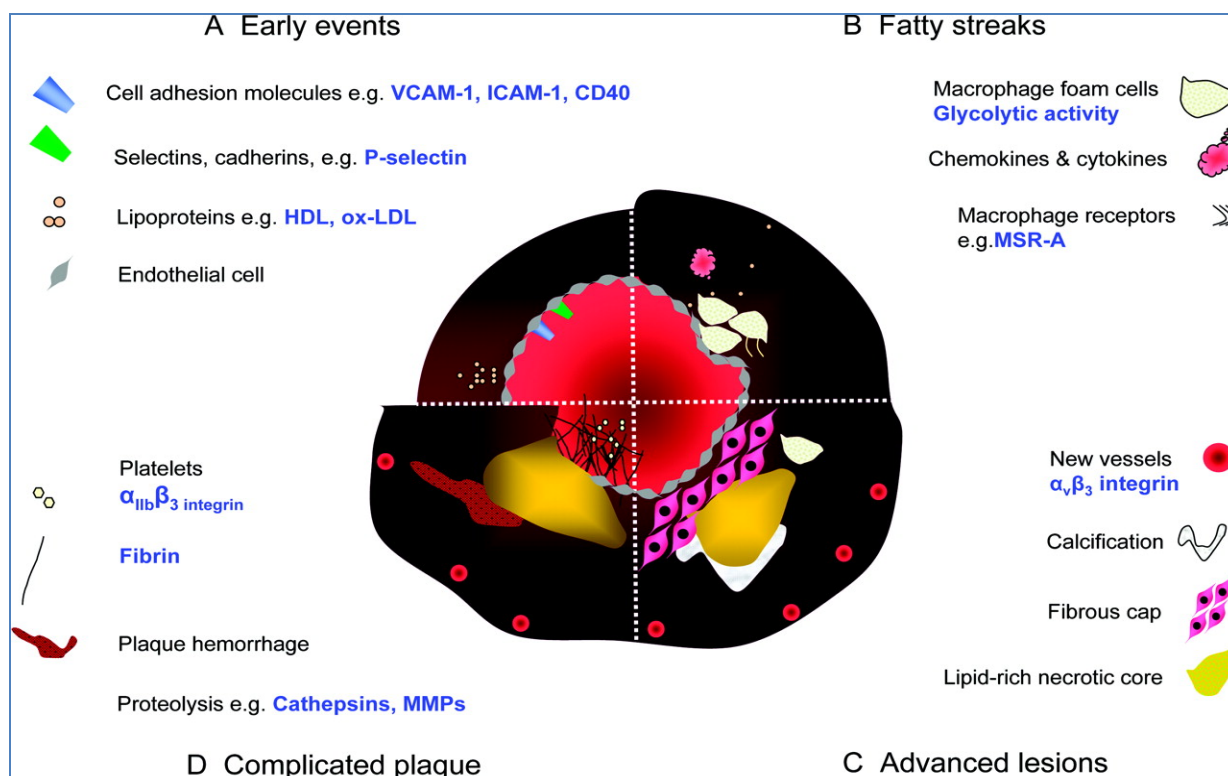 A Early events
Cell adhesion molecules e.g. VCAM-1, ICAM-1, CD40
Selectins, cadherins, e.g. P-selectin
Lipoproteins e.g. HDL, ox-LDL
Endothelial cell
B Fatty streaks
Macrophage foam cells
Glycolytic activity
Chemokines & cytokines
Macrophage receptors
e.g.MSR-A
Platelets
αIIbβ3 integrin
Fibrin
Plaque hemorrhage
Proteolysis e.g. Cathepsins, MMPs
D Complicated plaque
New vessels
αvβ3 integrin
Calcification
Fibrous cap
Lipid-rich necrotic core
C Advanced lesions